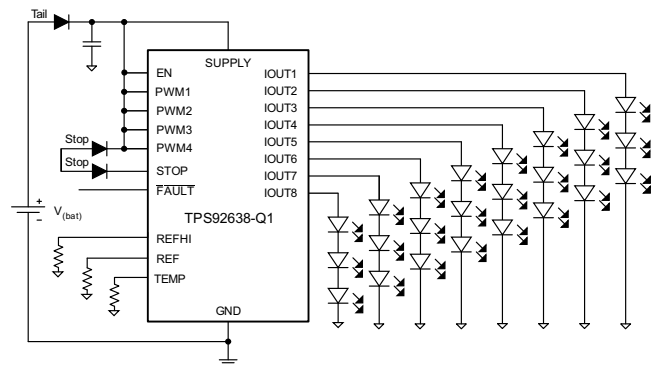 Tail
SUPPLY
EN
PWM1
PWM2
PWM3
PWM4
STOP
FAULT
Stop
Stop
+
V(bat)
−
TPS92638-Q1
REFHI
REF
TEMP
GND
IOUT1
IOUT2
IOUT3
IOUT4
IOUT5
IOUT6
IOUT7
IOUT8